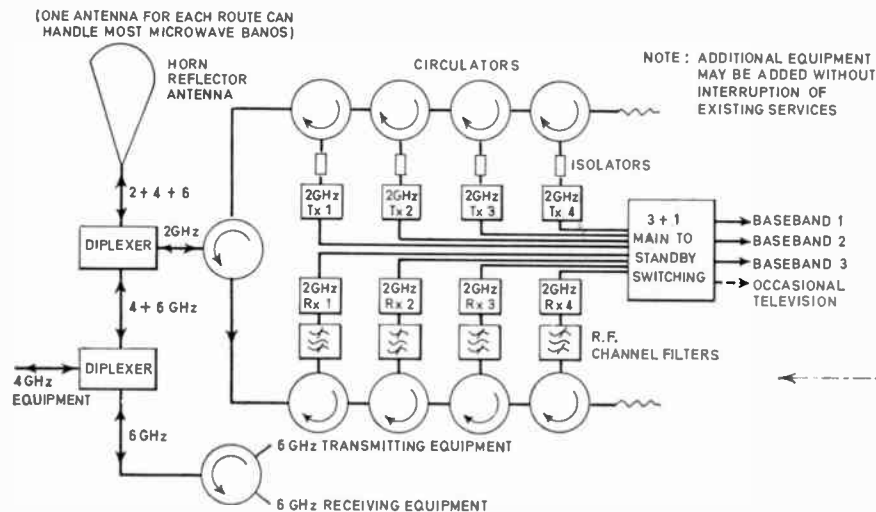 (ONE ANTENNA FOR EACH ROUTE CAN
HANDLE MOST MICROWAVE BANOS)
HORN
REFLECTOR
ANTENNA
CIRCULATORS
NOTE : ADDITIONAL EQUIPMENT
MAY BE ADDED WITHOUT
INTERRUPTION OF
EXISTING SERVICES
ISOLATORS
2 + 4 + 6
2GHz
Tx 1
2GHz
Tx 2
2GHz
Tx 3
2GHz
Tx 4
DIPLEXER
2GHz
3 + 1
MAIN TO
STANDBY
SWITCHING
BASEBAND 1
BASEBAND 2
BASEBAND 3
OCCASIONAL
TELEVISION
4 + 6 GHz
2GHz
Rx 1
2GHz
Rx 2
2GHz
Rx 3
2GHz
Rx 4
R.F.
CHANNEL FILTERS
DIPLEXER
4GHz
EQUIPMENT
6GHz
6 GHz TRANSMITTING EQUIPMENT
6 GHz RECEIVING EQUIPMENT